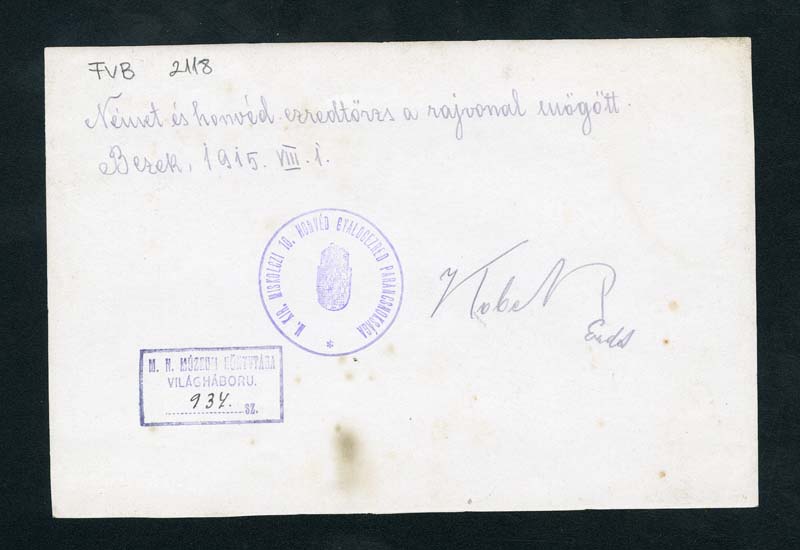 FVB 2118
Német és honvéd ezredtörzs a rajvonal mögött.
Bezek, 1915. VIII. 1.
M. KIR. MISKOLCZI 10. HONVÉD GYALOGEZRED PARANCSNOKSÁGA
*
M. N. MÚZEUM KÖNYVTÁRA
VILÁGHÁBORU.
934. SZ.